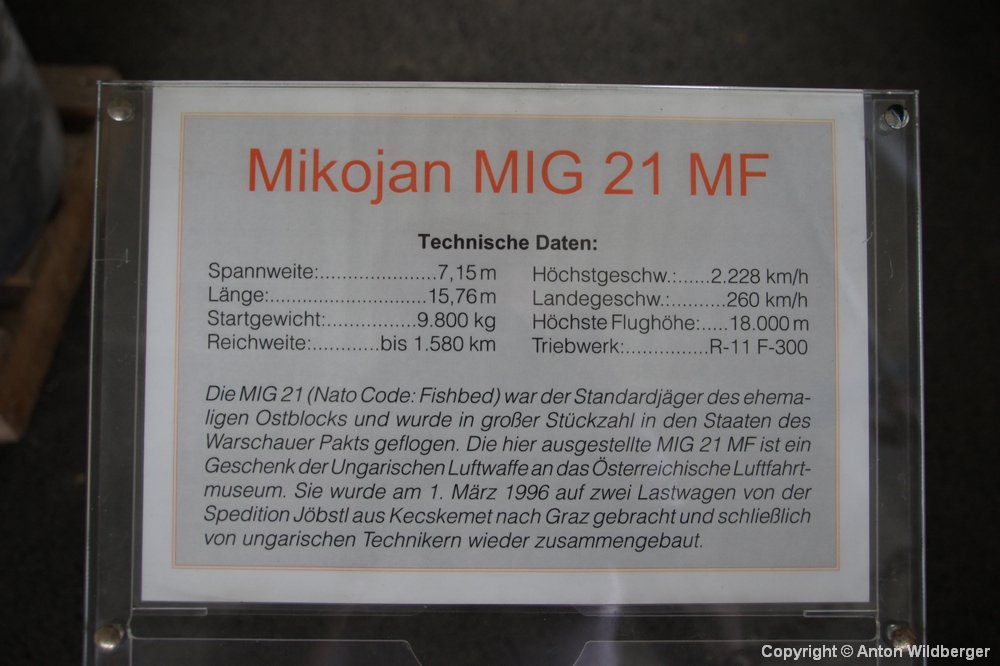 Mikojan MIG 21 MF
Technische Daten:
Spannweite:......................7,15 m
Länge:.............................15,76 m
Startgewicht:.................9.800 kg
Reichweite:.............bis 1.580 km
Höchstgeschw.:......2.228 km/h
Landegeschw.:..........260 km/h
Höchste Flughöhe:.....18.000 m
Triebwerk:................R-11 F-300
Die MIG 21 (Nato Code: Fishbed) war der Standardjäger des ehema-
ligen Ostblocks und wurde in großer Stückzahl in den Staaten des
Warschauer Pakts geflogen. Die hier ausgestellte MIG 21 MF ist ein
Geschenk der Ungarischen Luftwaffe an das Österreichische Luftfahrt-
museum. Sie wurde am 1. März 1996 auf zwei Lastwagen von der
Spedition Jöbstl aus Kecskemet nach Graz gebracht und schließlich
von ungarischen Technikern wieder zusammengebaut.
Copyright © Anton Wildberger